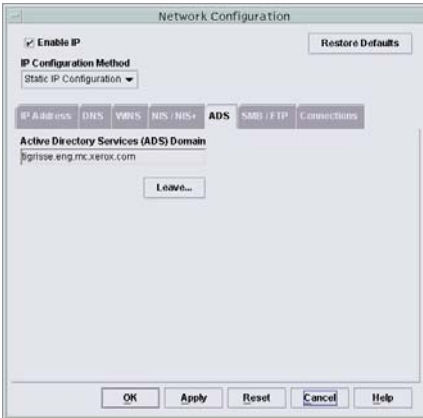 Network Configuration
Enable IP
Restore Defaults
IP Configuration Method
Static IP Configuration
IP Address DNS WINS NIS / NIS+ ADS SMB / FTP Connections
Active Directory Services (ADS) Domain
tigrisse.eng.mc.xerox.com
Leave...
OK Apply Reset Cancel Help